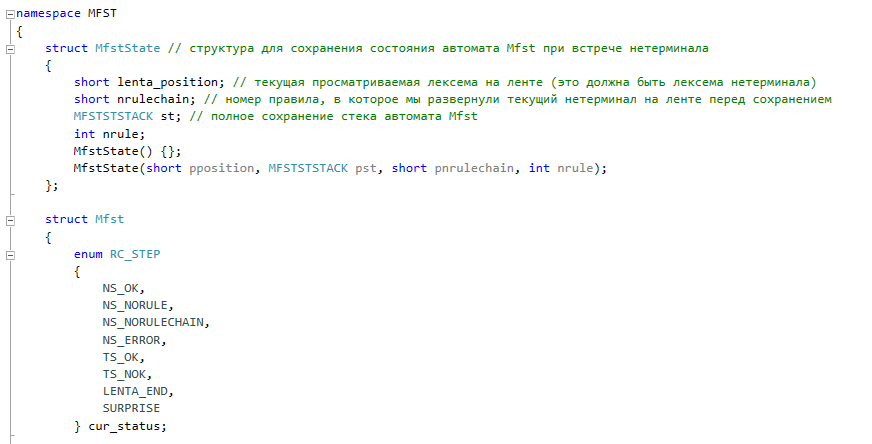 namespace MFST
{
    struct MfstState // структура для сохранения состояния автомата Mfst при встрече нетерминала
    {
        short lenta_position; // текущая просматриваемая лексема на ленте (это должна быть лексема нетерминала)
        short nrulechain; // номер правила, в которое мы развернули текущий нетерминал на ленте перед сохранением
        MFSTSTSTACK st; // полное сохранение стека автомата Mfst
        int nrule;
        MfstState() {};
        MfstState(short pposition, MFSTSTSTACK pst, short pnrulechain, int nrule);
    };
    struct Mfst
    {
        enum RC_STEP
        {
            NS_OK,
            NS_NORULE,
            NS_NORULECHAIN,
            NS_ERROR,
            TS_OK,
            TS_NOK,
            LENTA_END,
            SURPRISE
        } cur_status;